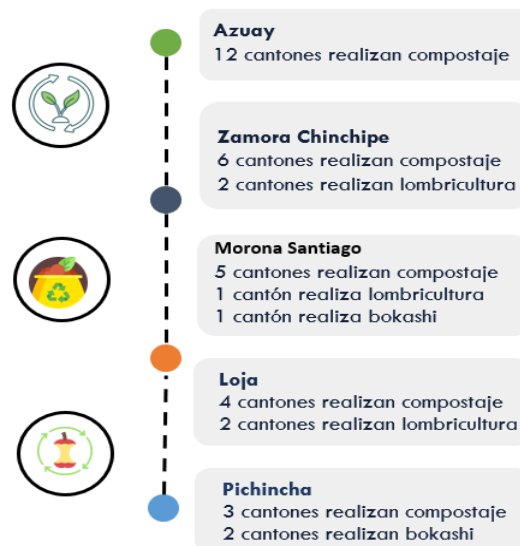 Azuay
12 cantones realizan compostaje
Zamora Chinchipe
6 cantones realizan compostaje
2 cantones realizan lombricultura
Morona Santiago
5 cantones realizan compostaje
1 cantón realiza lombricultura
1 cantón realiza bokashi
Loja
4 cantones realizan compostaje
2 cantones realizan lombricultura
Pichincha
3 cantones realizan compostaje
2 cantones realizan bokashi